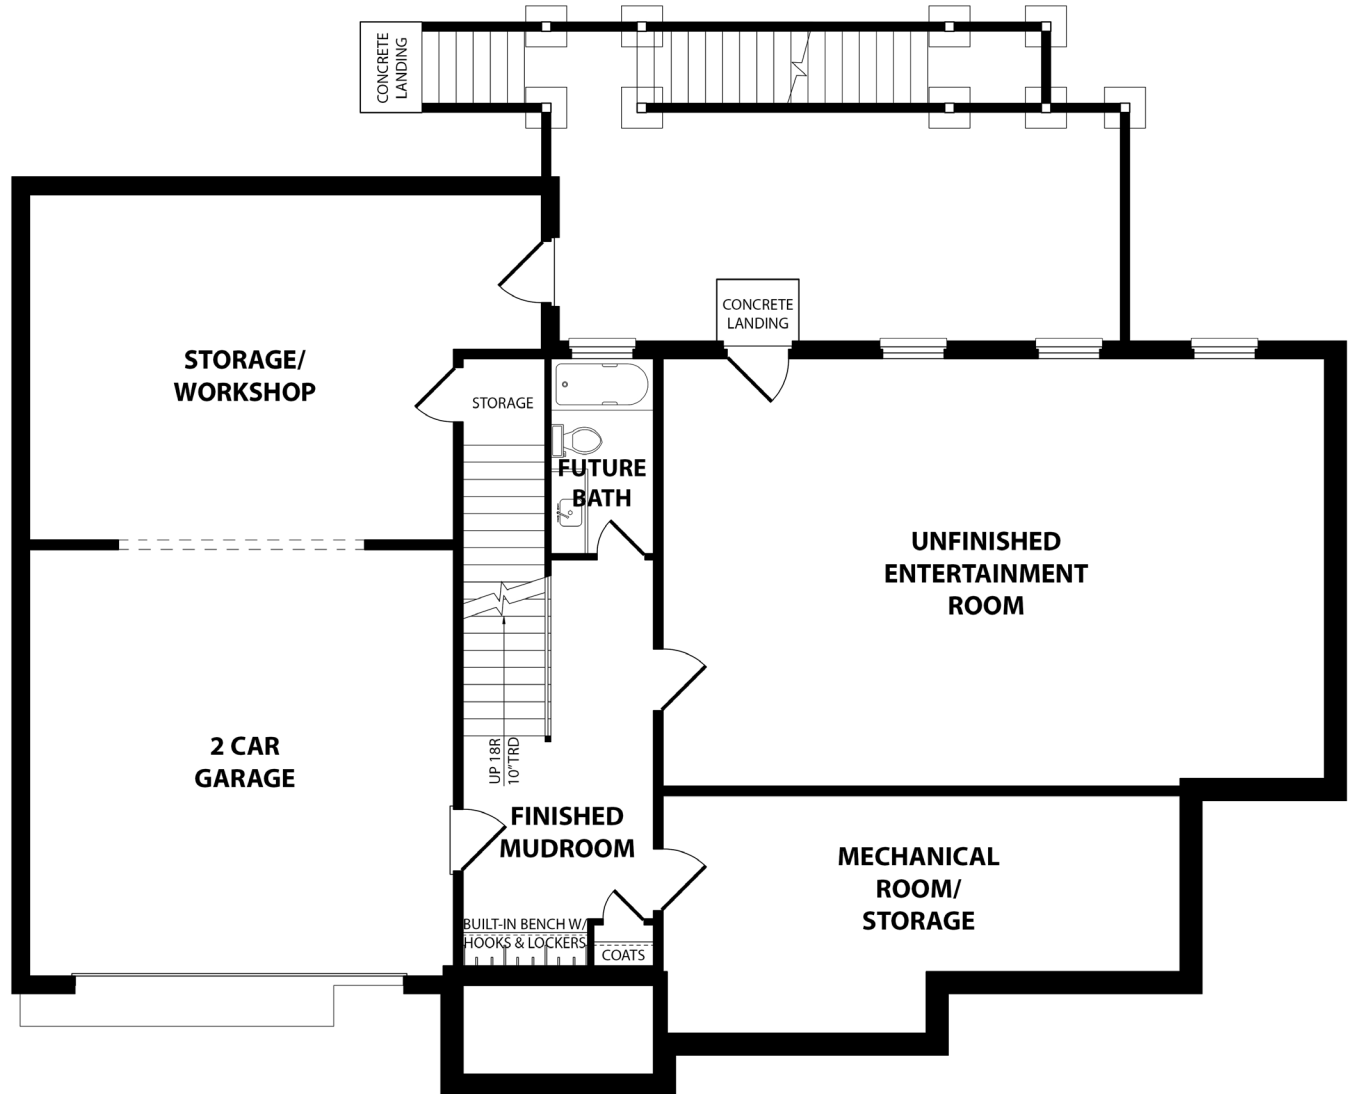 CONCRETE
LANDING
CONCRETE
LANDING
STORAGE/
WORKSHOP
STORAGE
FUTURE
BATH
UNFINISHED
ENTERTAINMENT
ROOM
2 CAR
GARAGE
UP 18R
10"TRD
FINISHED
MUDROOM
MECHANICAL
ROOM/
STORAGE
BUILT-IN BENCH W/
HOOKS & LOCKERS
COATS